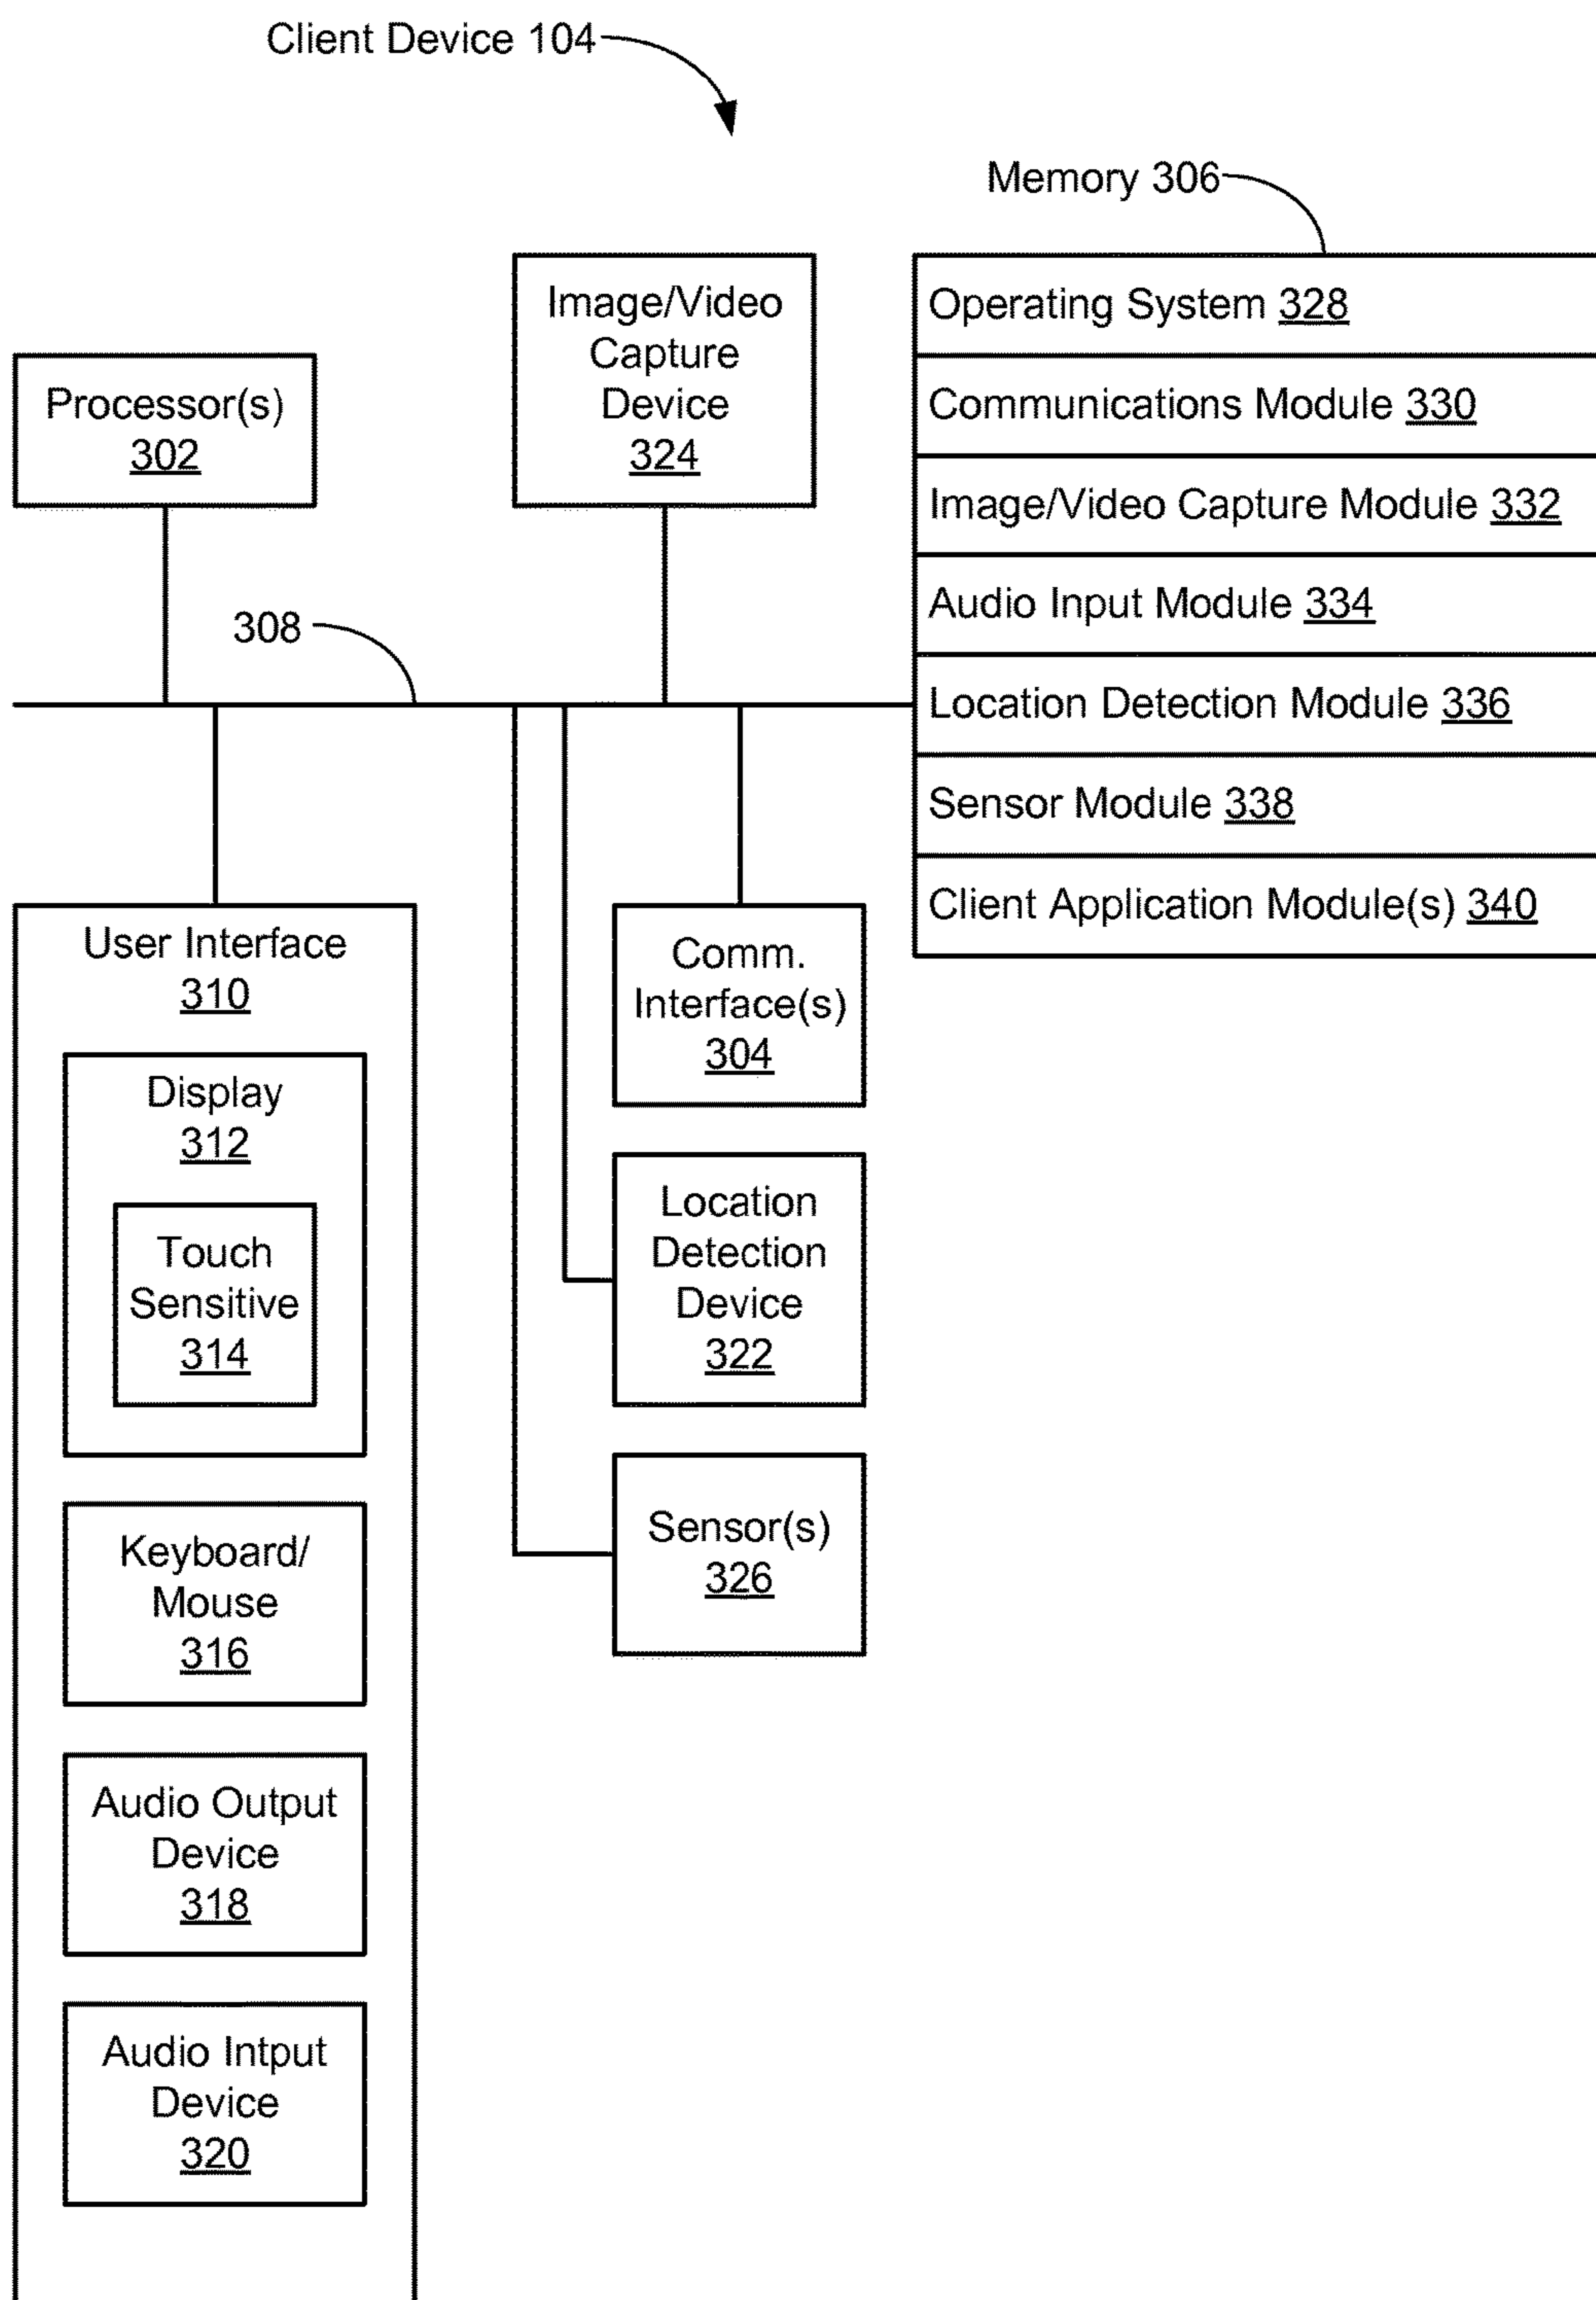 Client Device 104
Memory 306
Processor(s)
302
Image/Video
Capture
Device
324
Operating System 328
Communications Module 330
Image/Video Capture Module 332
Audio Input Module 334
Location Detection Module 336
Sensor Module 338
Client Application Module(s) 340
308
User Interface
310
Display
312
Touch
Sensitive
314
Keyboard/
Mouse
316
Audio Output
Device
318
Audio Intput
Device
320
Comm.
Interface(s)
304
Location
Detection
Device
322
Sensor(s)
326